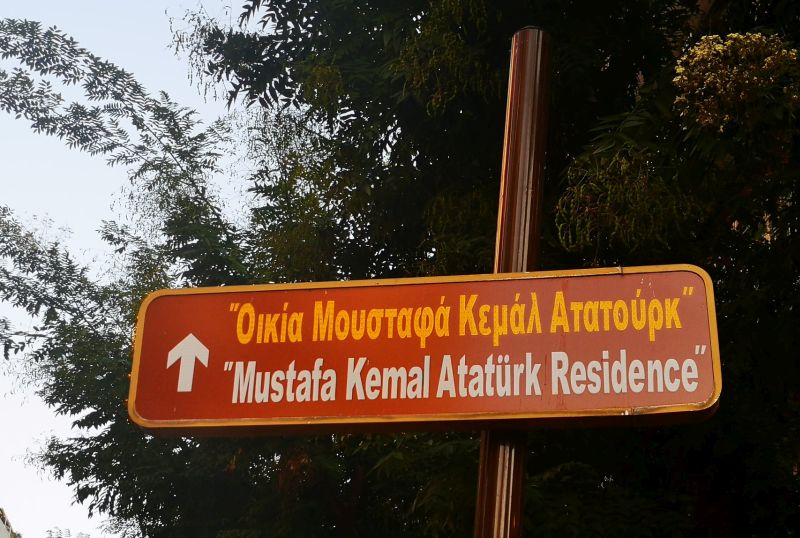 "Οικία Μουσταφά Κεμάλ Ατατούρκ"
"Mustafa Kemal Atatürk Residence"